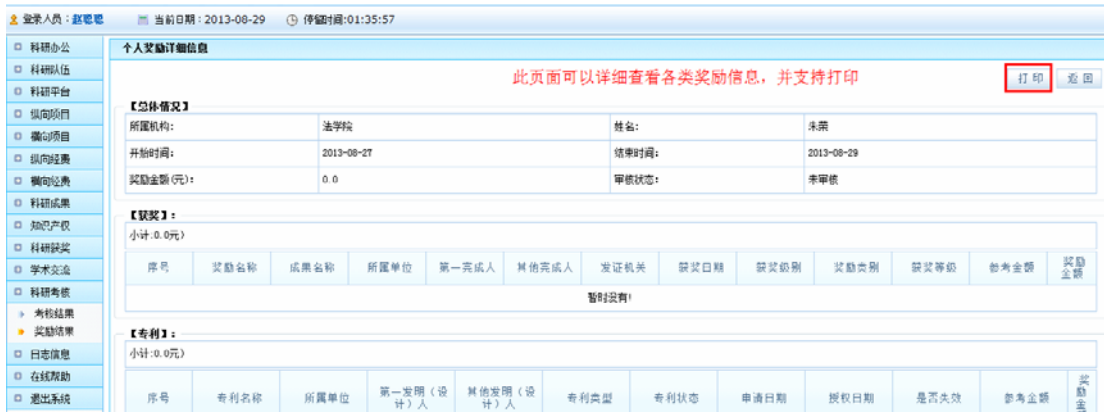 登录人员：赵聪聪 当前日期：2013-08-29 停留时间:01:35:57
科研办公
科研队伍
科研平台
纵向项目
横向项目
纵向经费
横向经费
科研成果
知识产权
科研获奖
学术交流
科研考核
考核结果
奖励结果
日志信息
在线帮助
退出系统
个人奖励详细信息
此页面可以详细查看各类奖励信息，并支持打印
打印 返回
【总体情况】
所属机构: 法学院 姓名: 朱荣
开始时间: 2013-08-27 结束时间: 2013-08-29
奖励金额(元): 0.0 审核状态: 未审核
【获奖】:
小计:0.0元)
序号 奖励名称 成果名称 所属单位 第一完成人 其他完成人 发证机关 获奖日期 获奖级别 奖励类别 获奖等级 参考金额 奖励金额
暂时没有!
【专利】:
小计:0.0元)
序号 专利名称 所属单位 第一发明（设计）人 其他发明（设计）人 专利类型 专利状态 申请日期 授权日期 是否失效 参考金额 奖励金